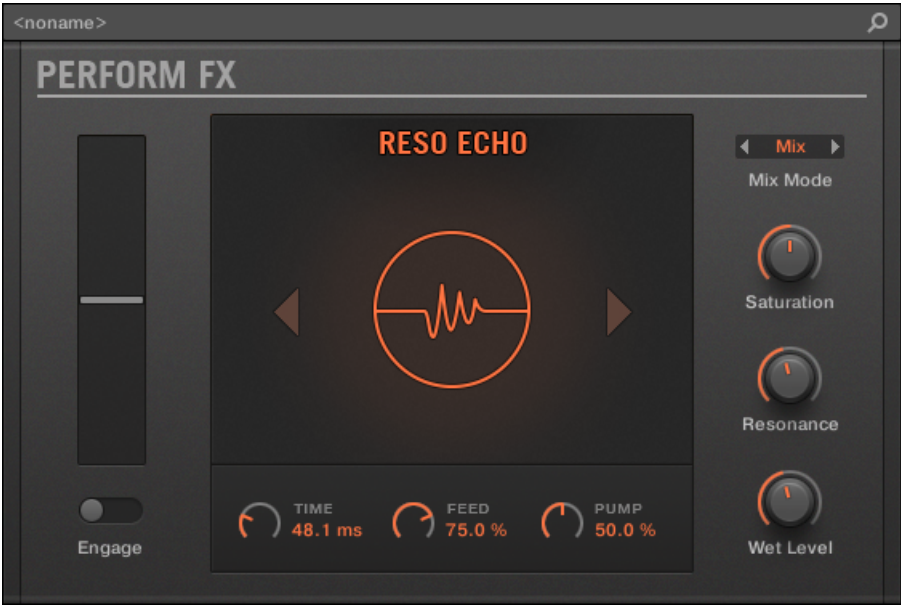 <noname>
PERFORM FX
RESO ECHO
Mix
Mix Mode
Saturation
Resonance
Wet Level
Engage
TIME
48.1 ms
FEED
75.0 %
PUMP
50.0 %